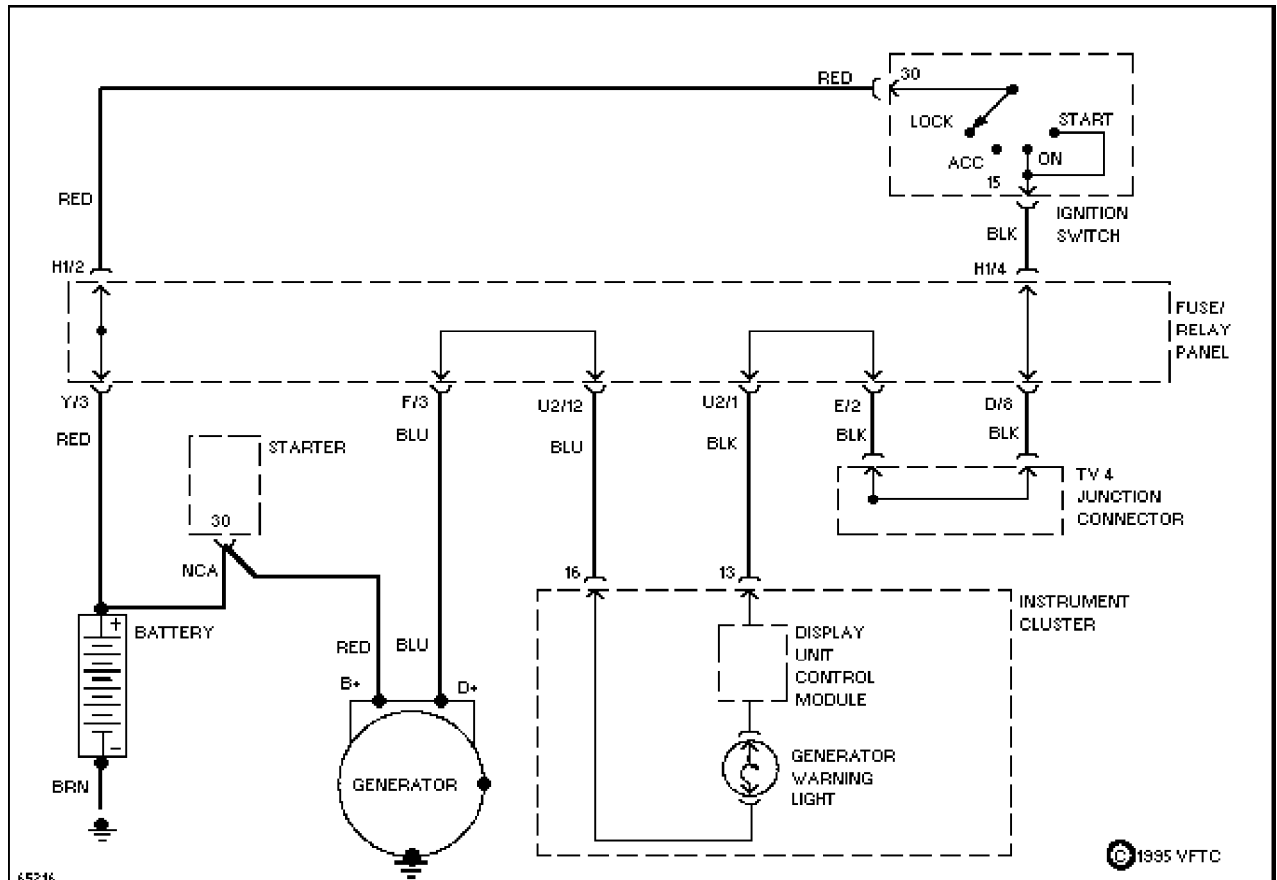 RED
30
LOCK
START
ACC
ON
15
IGNITION
SWITCH
RED
BLK
H1/2
H1/4
FUSE/
RELAY
PANEL
Y/3
F/3
U2/12
U2/1
E/2
D/8
RED
BLU
BLU
BLK
BLK
BLK
STARTER
30
TV 4
JUNCTION
CONNECTOR
NCA
16
13
BATTERY
+
-
INSTRUMENT
CLUSTER
DISPLAY
UNIT
CONTROL
MODULE
RED
BLU
B+
D+
GENERATOR
GENERATOR
WARNING
LIGHT
BRN
© 1995 VFTC
65216